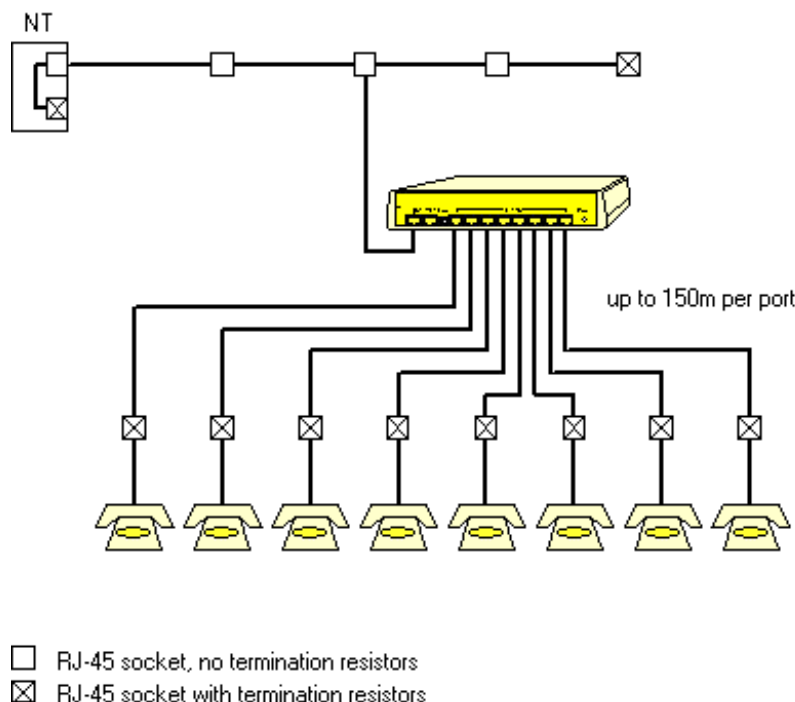 NT
up to 150m per port
RJ-45 socket, no termination resistors
RJ-45 socket with termination resistors